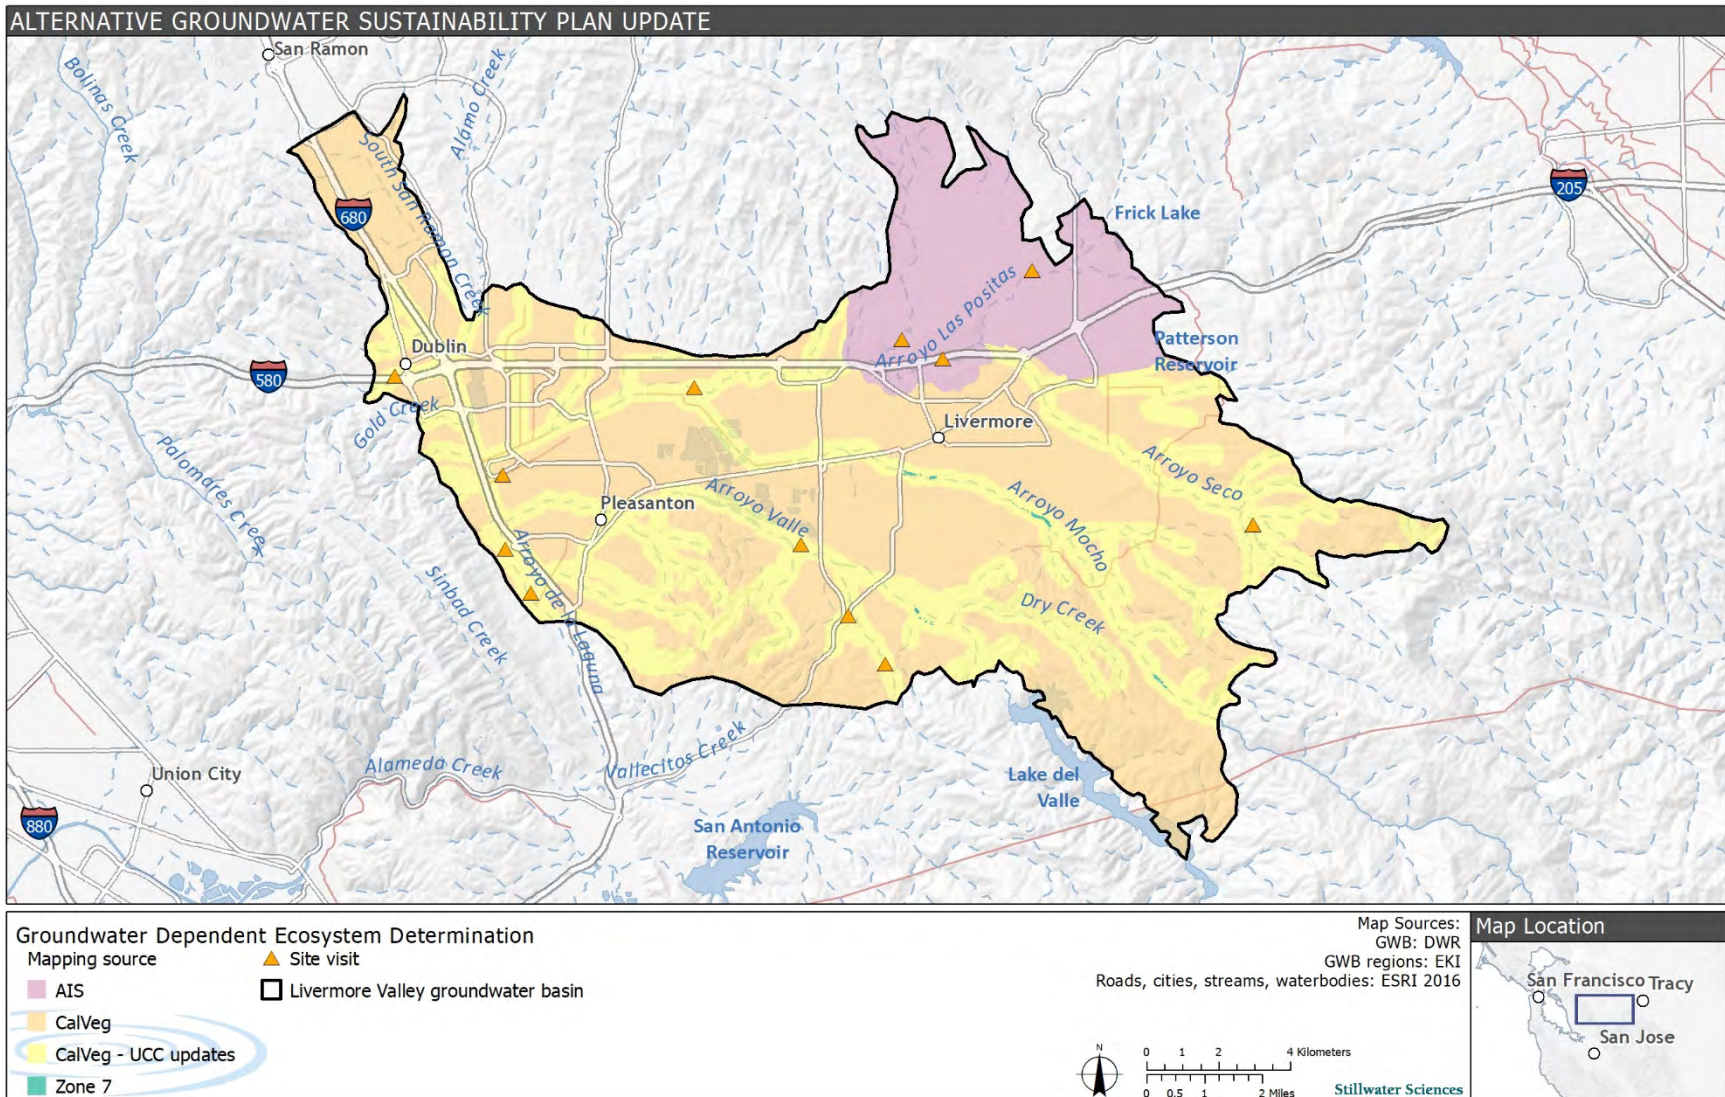 ALTERNATIVE GROUNDWATER SUSTAINABILITY PLAN UPDATE
San Ramon
Bolinas Creek
Alamo Creek
South San Ramon Creek
680
205
Frick Lake
Arroyo Las Positas
Patterson
Reservoir
Dublin
580
Gold Creek
Livermore
Palomares Creek
Arroyo Seco
Pleasanton
Arroyo Valle
Arroyo Mocho
Arroyo de la Laguna
Sinbad Creek
Dry Creek
Union City
Alameda Creek
Vallecitos Creek
Lake del
Valle
880
San Antonio
Reservoir
Groundwater Dependent Ecosystem Determination
Mapping source
Site visit
AIS
Livermore Valley groundwater basin
CalVeg
CalVeg - UCC updates
Zone 7
Map Sources:
GWB: DWR
GWB regions: EKI
Roads, cities, streams, waterbodies: ESRI 2016
N
0 1 2 4 Kilometers
0 0.5 1 2 Miles
Stillwater Sciences
Map Location
San Francisco
Tracy
San Jose